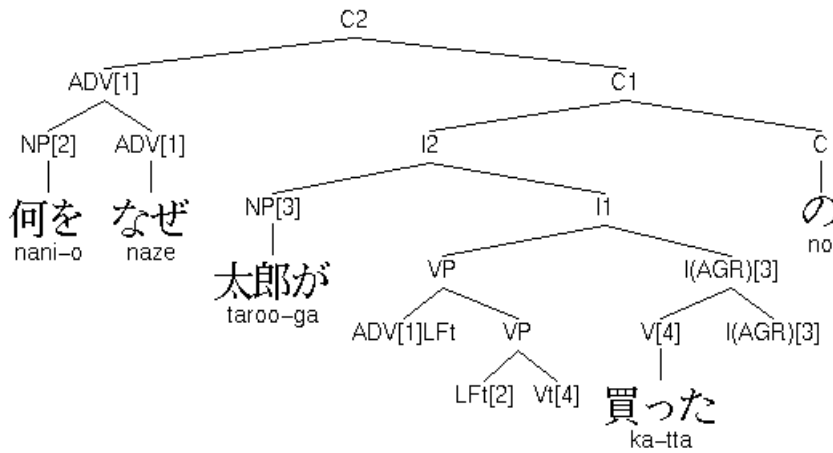 C2
ADV[1] C1
NP[2] ADV[1] I2 C
何を なぜ NP[3] I1 の
nani-o naze no
太郎が VP I(AGR)[3]
taroo-ga
ADV[1]LFt VP V[4] I(AGR)[3]
LFt[2] Vt[4] 買った
ka-tta